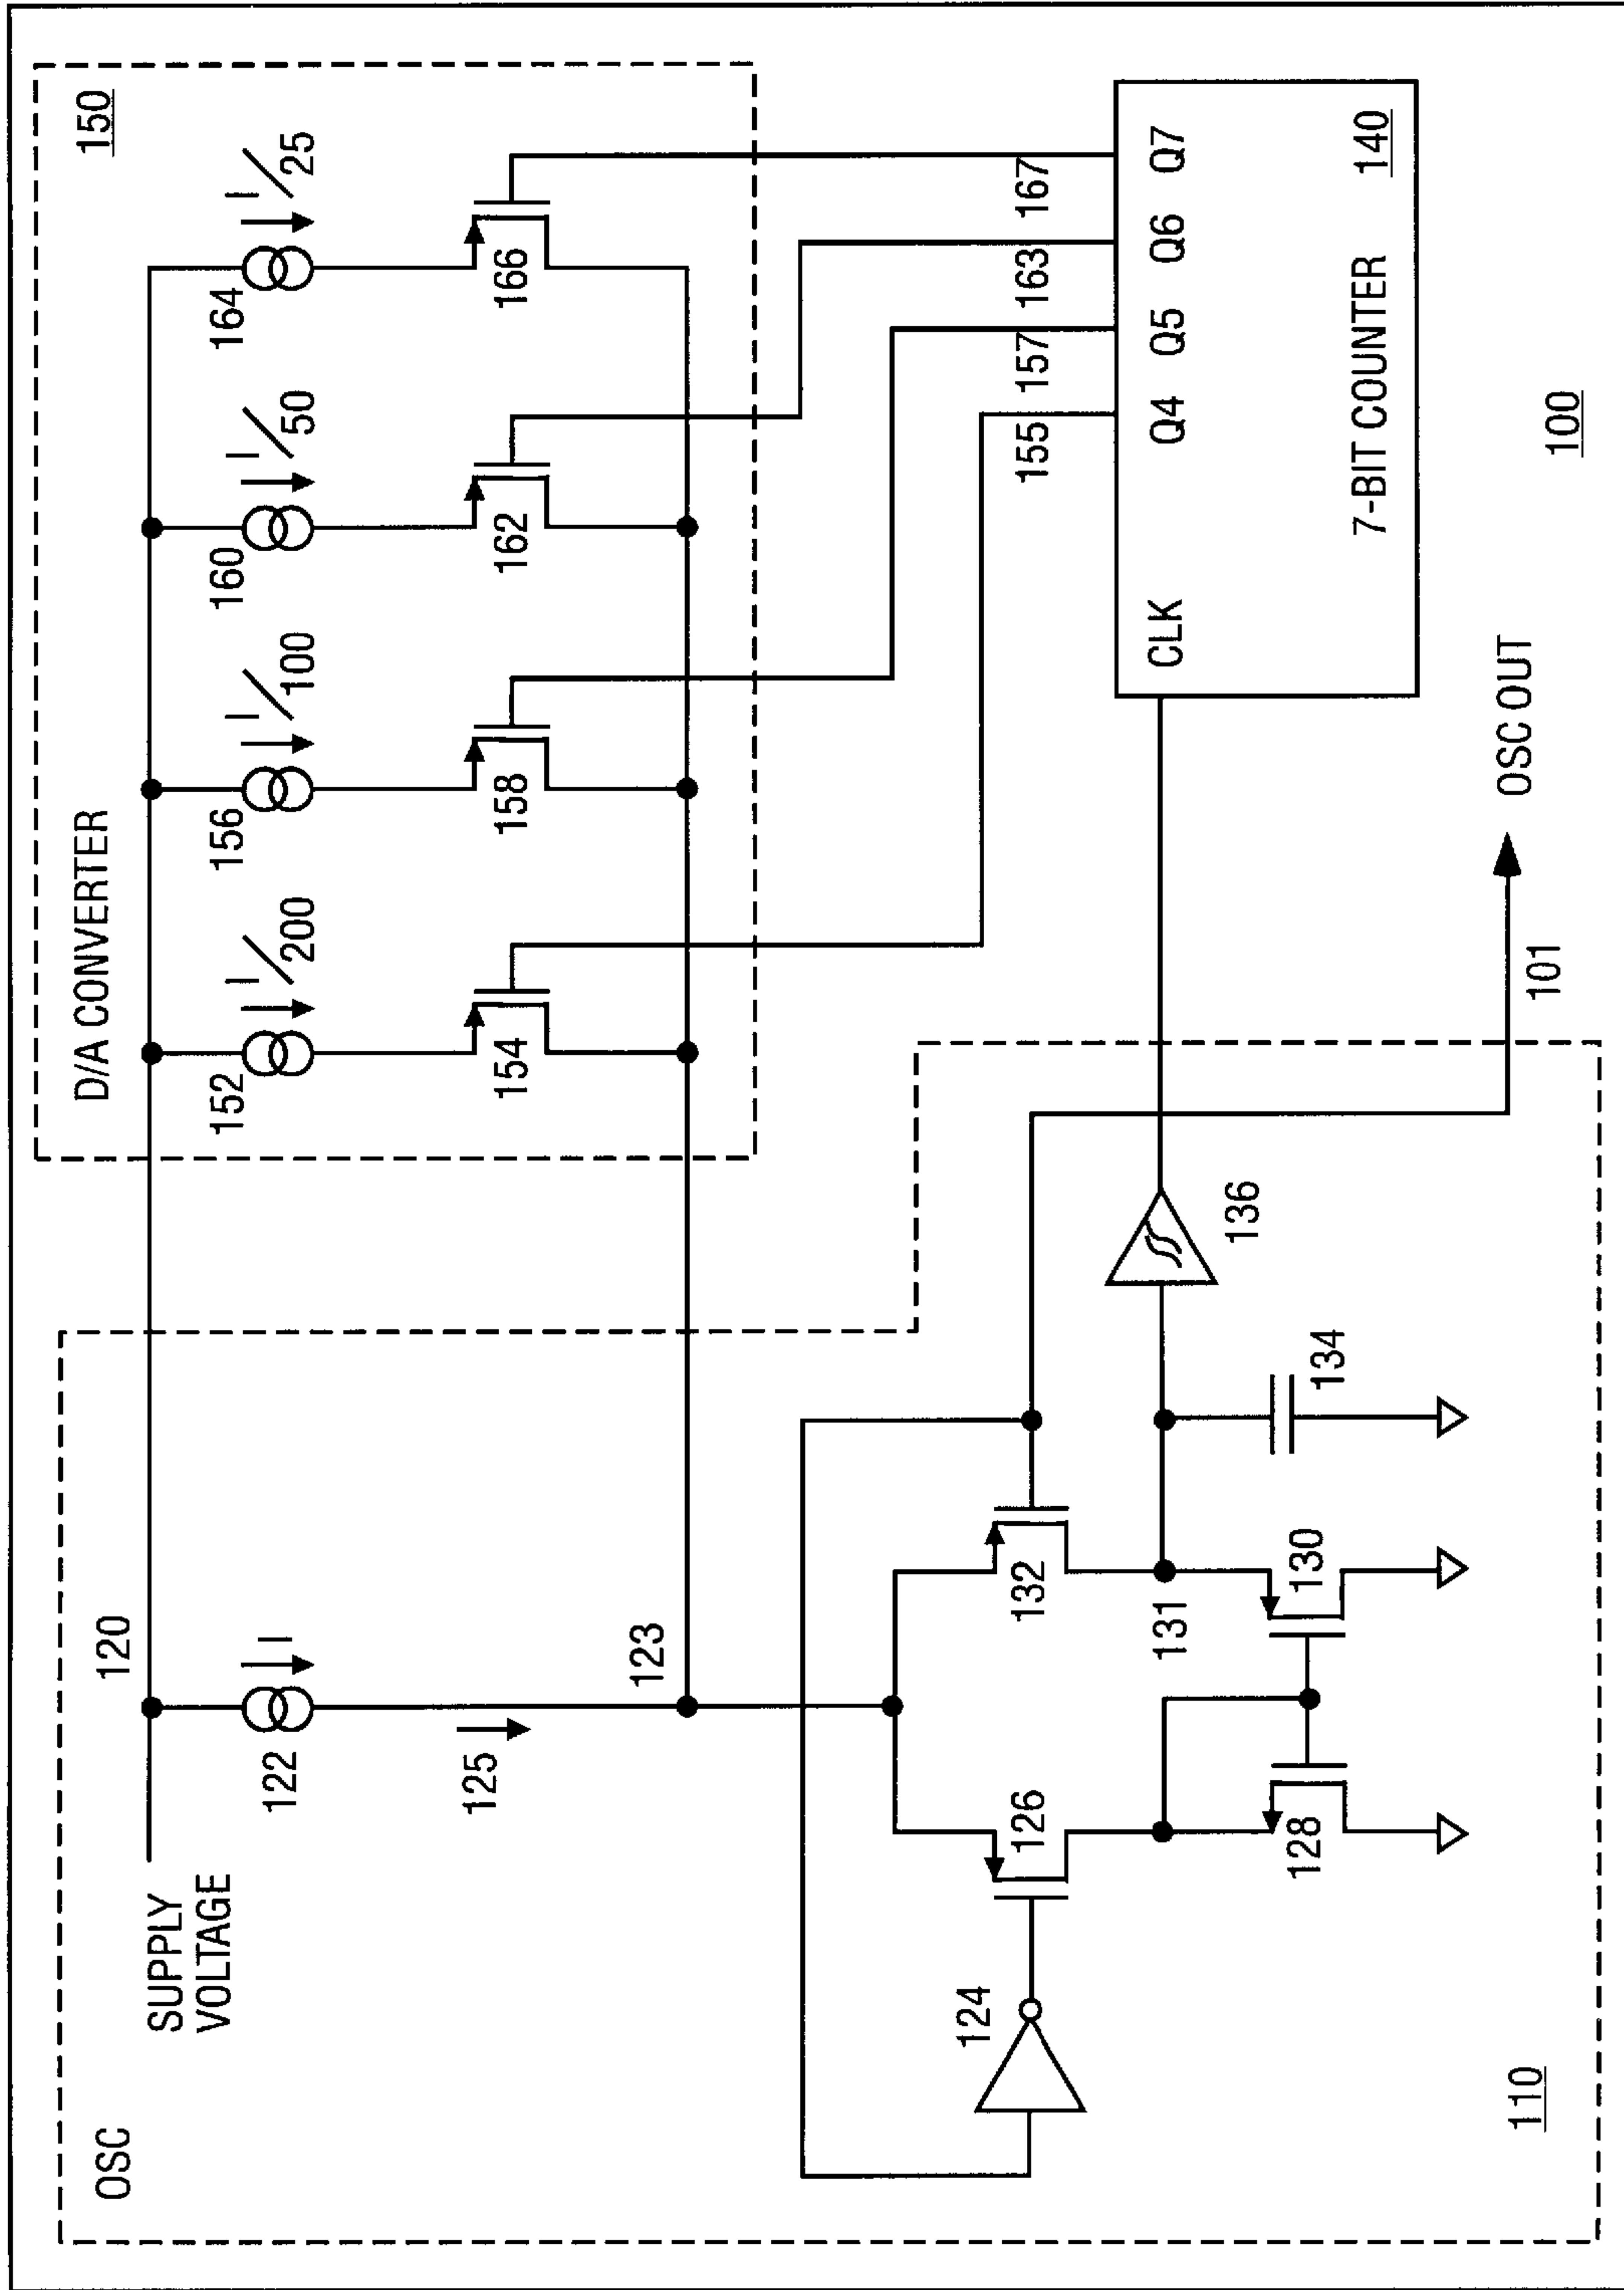 OSC
SUPPLY
VOLTAGE
120
D/A CONVERTER
150
122
I
152
I/200
156
I/100
160
I/50
164
I/25
125
123
154
158
162
166
124
126
132
155
157
163
167
131
128
130
134
136
CLK
Q4
Q5
Q6
Q7
7-BIT COUNTER
140
110
101
OSC OUT
100